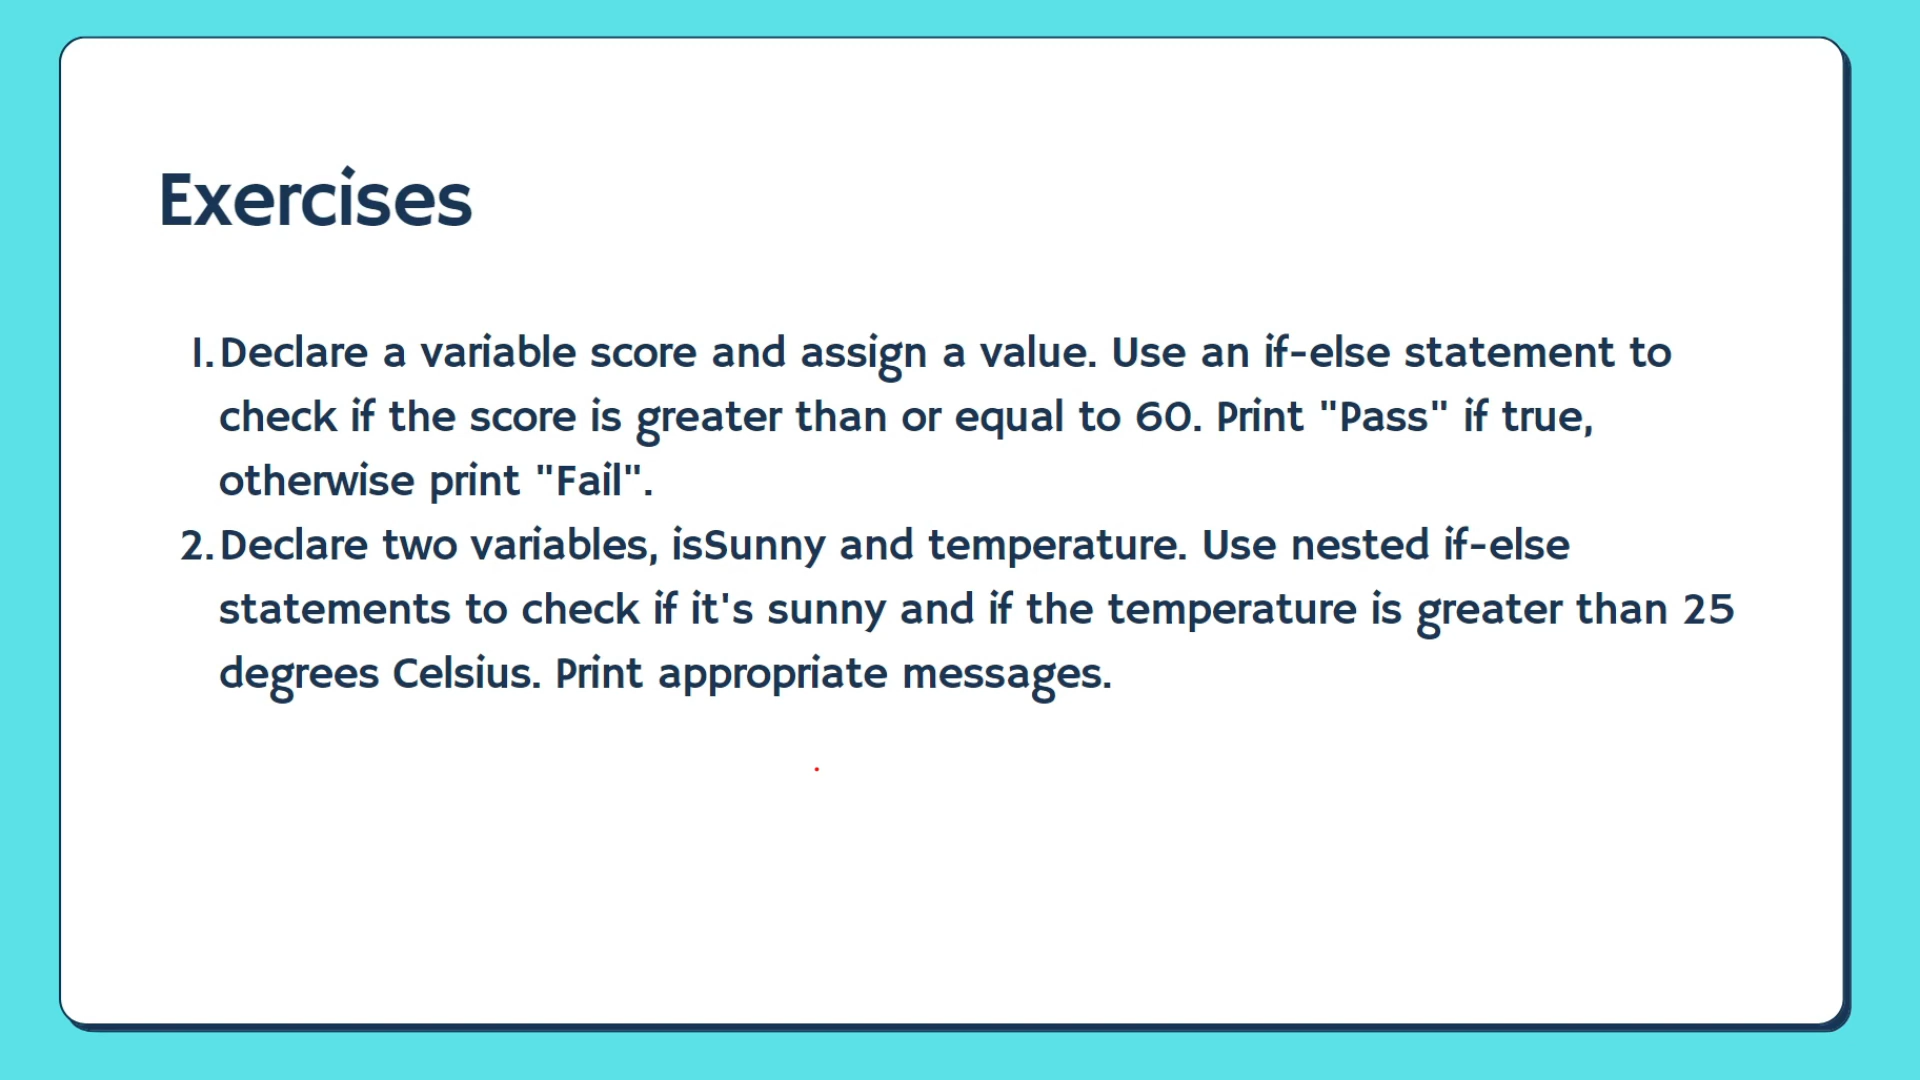 Exercises
1. Declare a variable score and assign a value. Use an if-else statement to
check if the score is greater than or equal to 60. Print "Pass" if true,
otherwise print "Fail".
2. Declare two variables, isSunny and temperature. Use nested if-else
statements to check if it's sunny and if the temperature is greater than 25
degrees Celsius. Print appropriate messages.